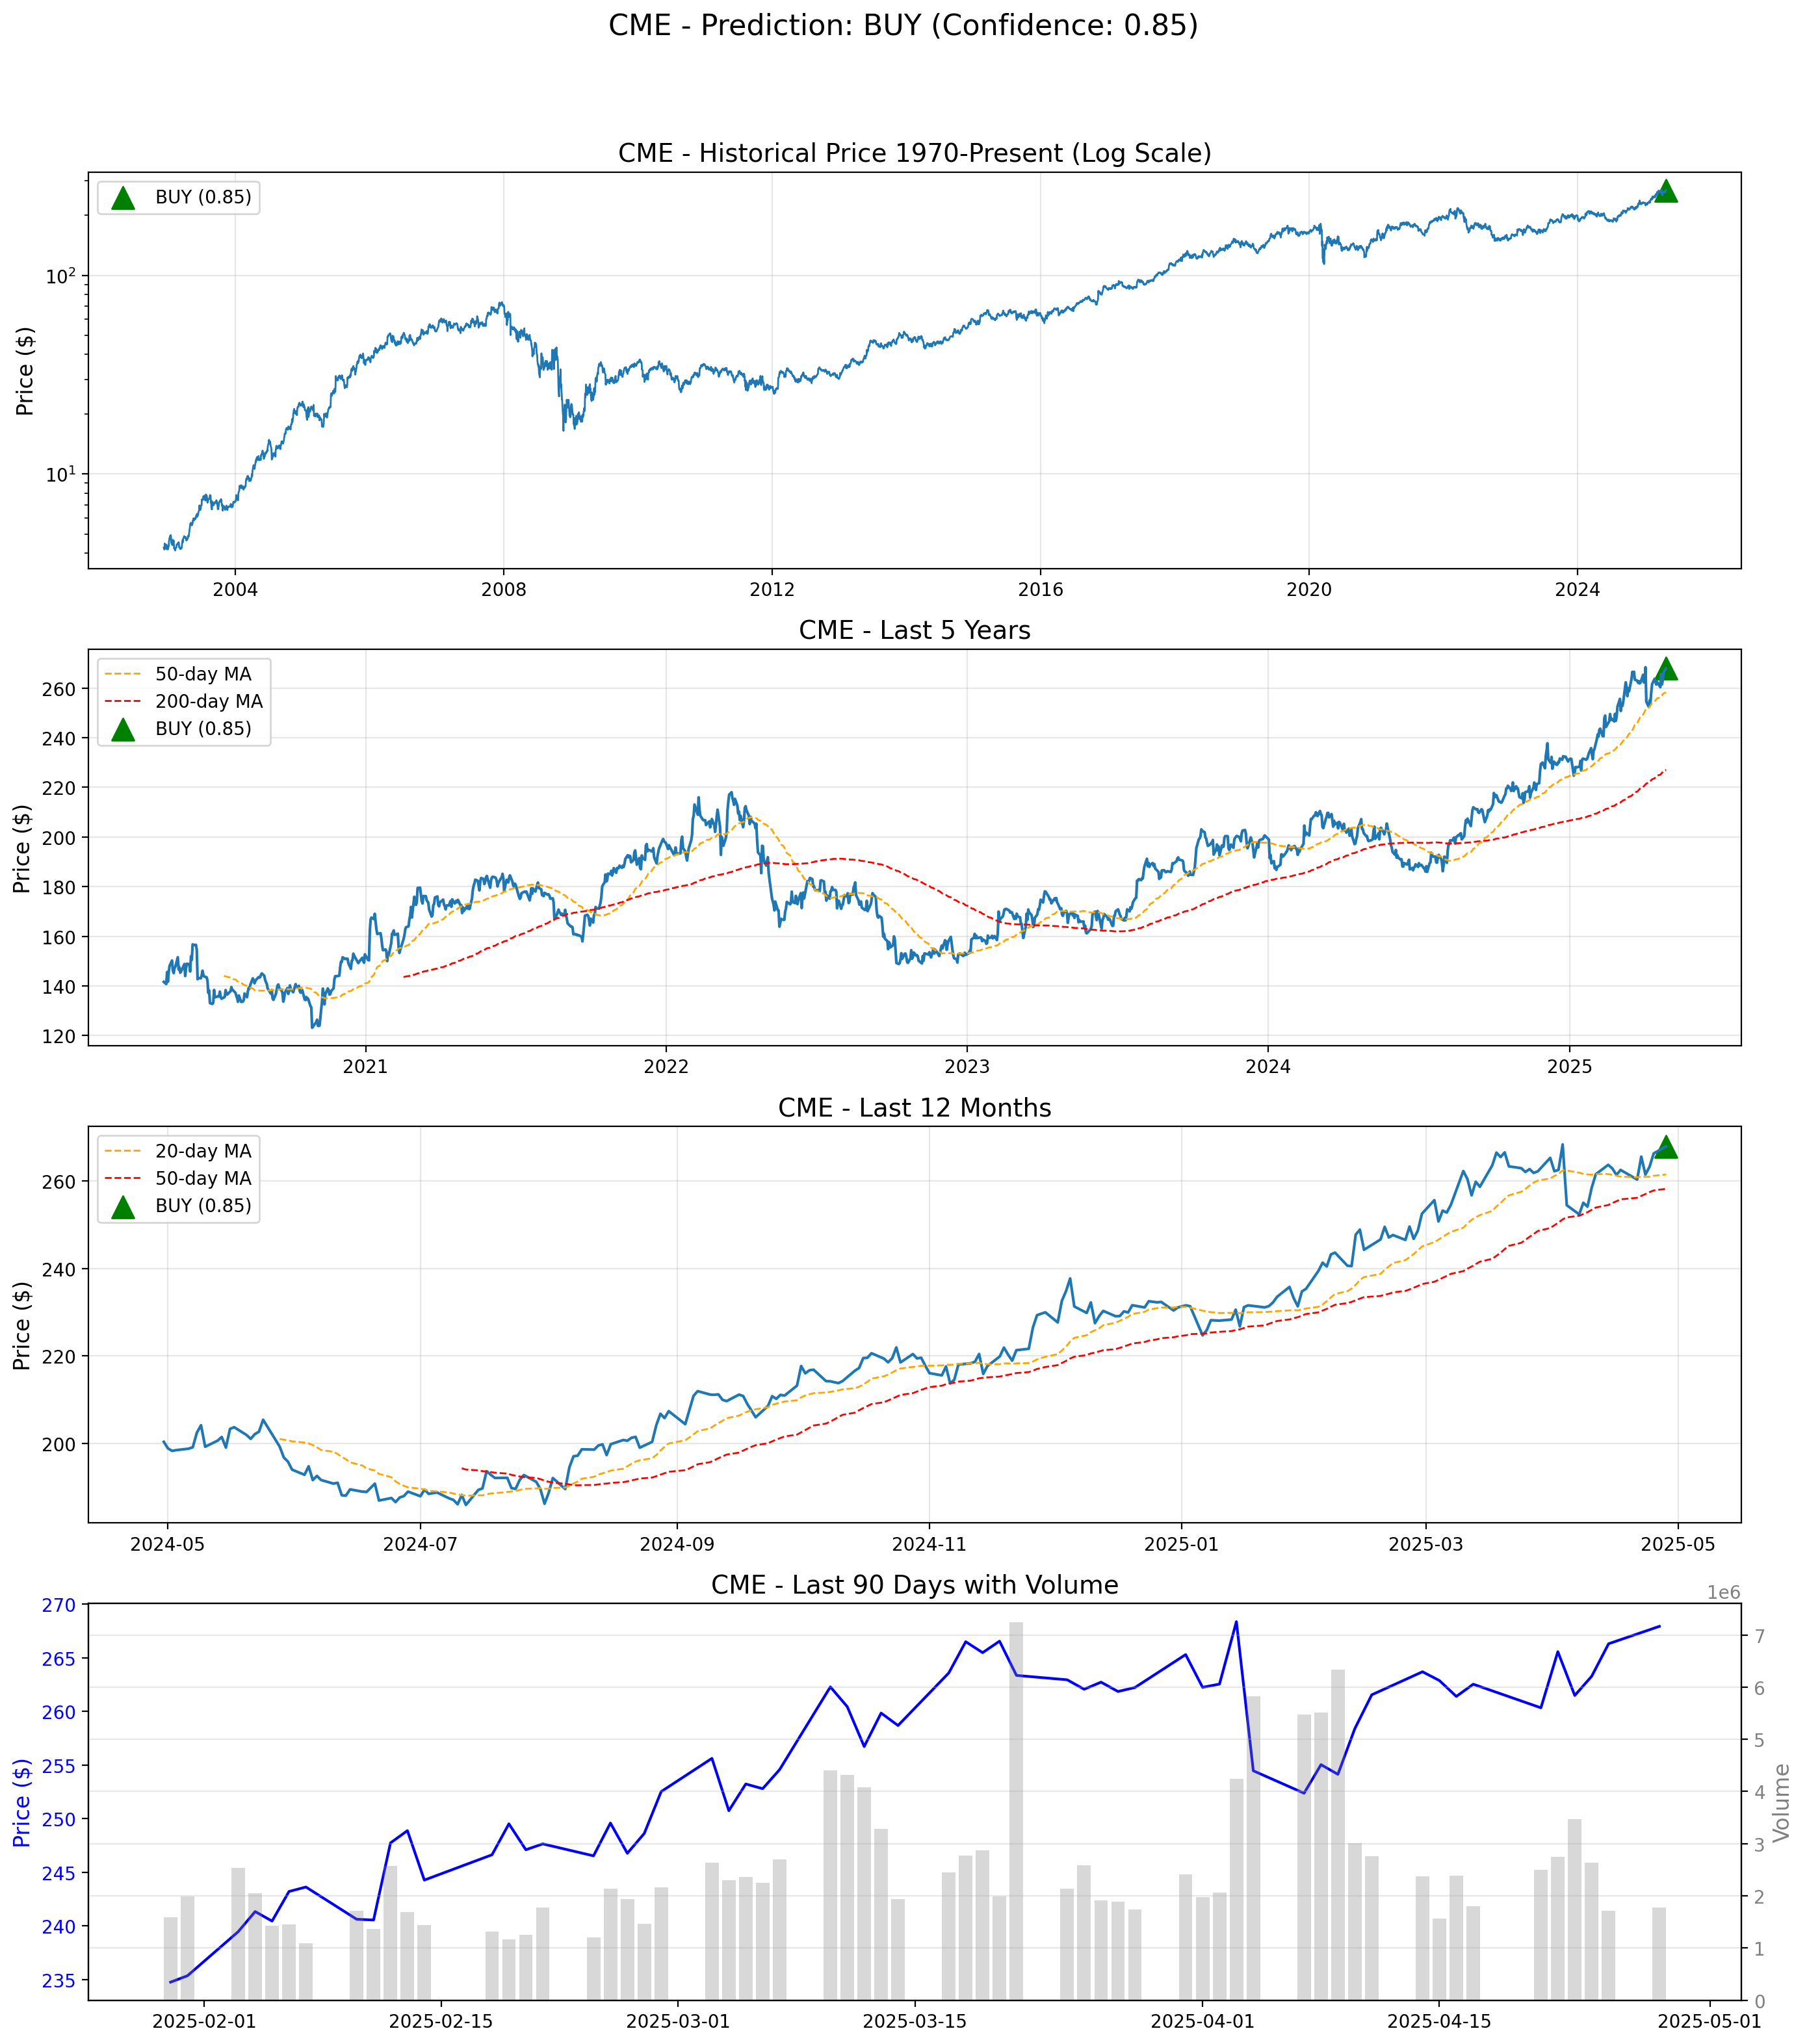 CME - Prediction: BUY (Confidence: 0.85)
CME - Historical Price 1970-Present (Log Scale)
BUY (0.85)
Price ($)
10²
10¹
2004 2008 2012 2016 2020 2024
CME - Last 5 Years
50-day MA
200-day MA
BUY (0.85)
Price ($)
260
240
220
200
180
160
140
120
2021 2022 2023 2024 2025
CME - Last 12 Months
20-day MA
50-day MA
BUY (0.85)
Price ($)
260
240
220
200
2024-05 2024-07 2024-09 2024-11 2025-01 2025-03 2025-05
CME - Last 90 Days with Volume
1e6
Price ($)
270
265
260
255
250
245
240
235
7
6
5
4
3
2
1
0
Volume
2025-02-01 2025-02-15 2025-03-01 2025-03-15 2025-04-01 2025-04-15 2025-05-01